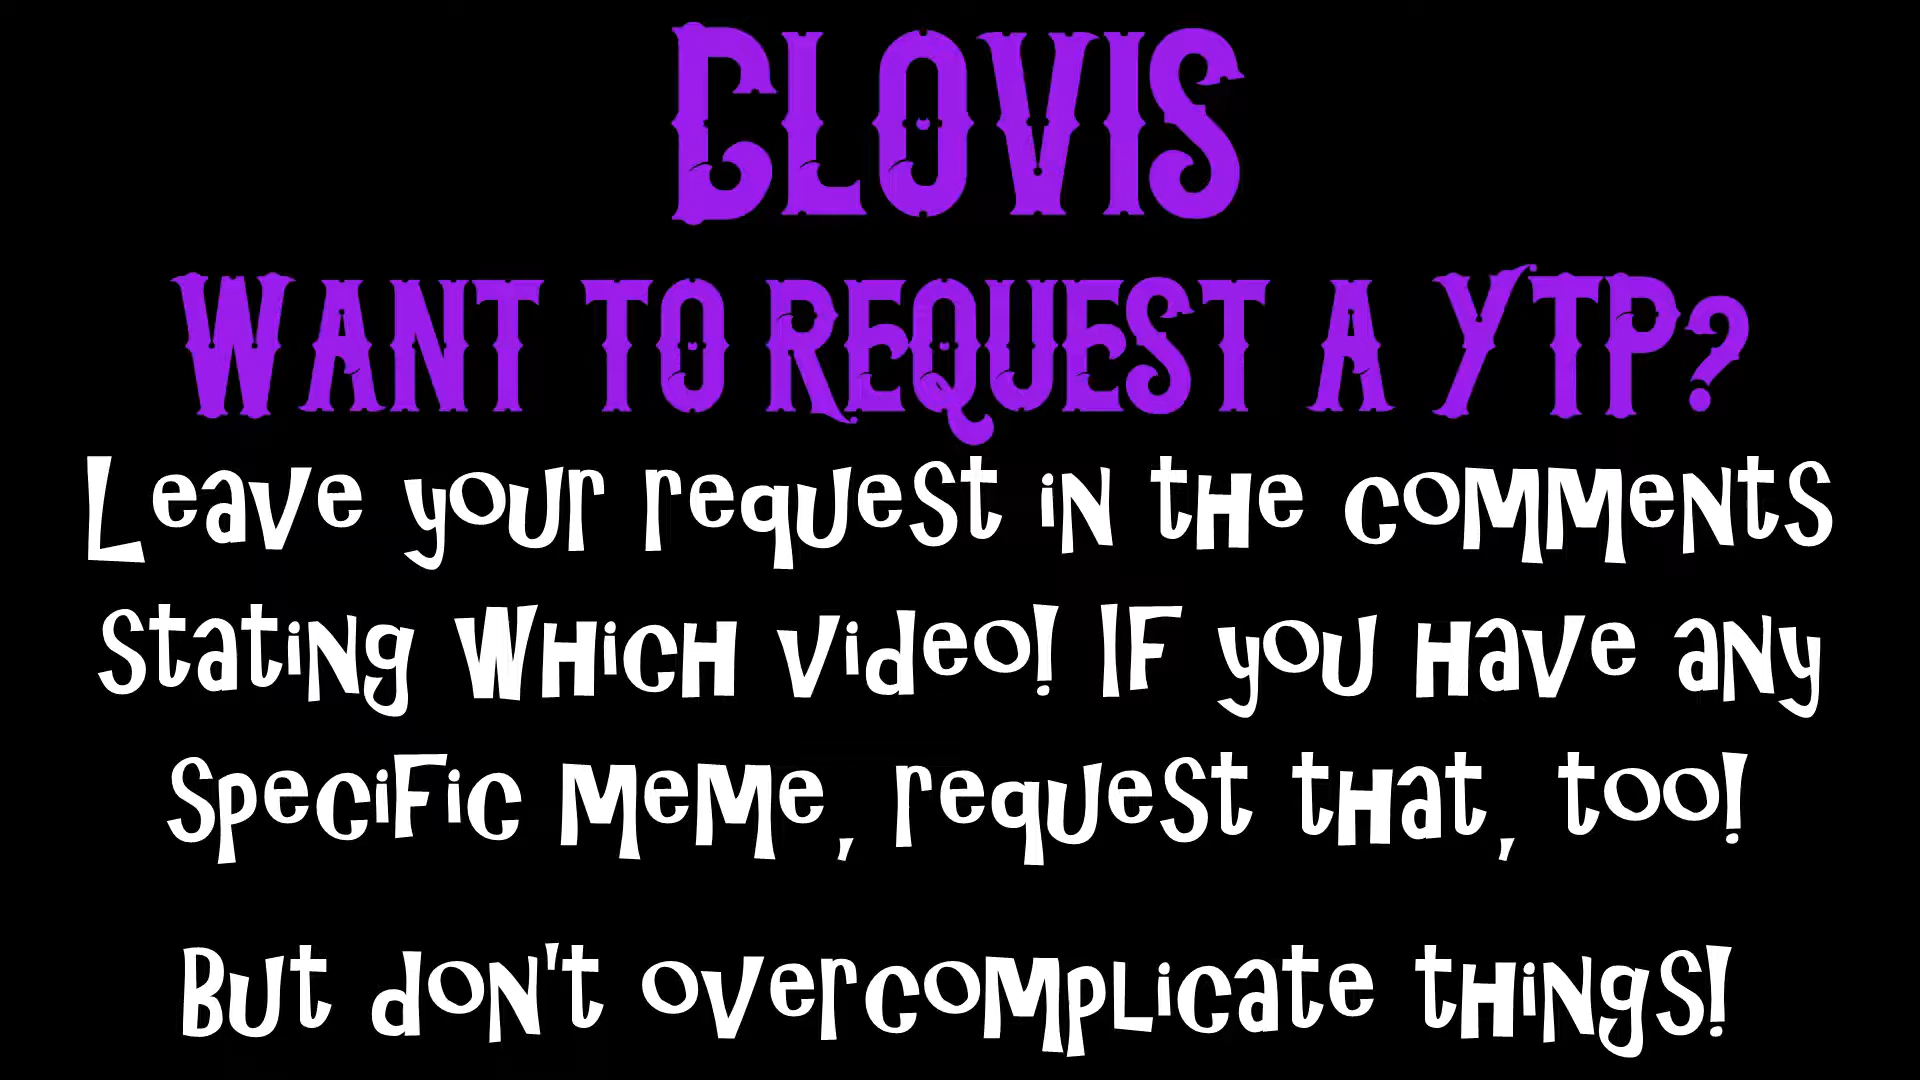 CLOVIS
WANT TO REQUEST A YTP?
Leave your request in the comments
stating which video! If you have any
specific meme, request that, too!
But don't overcomplicate things!